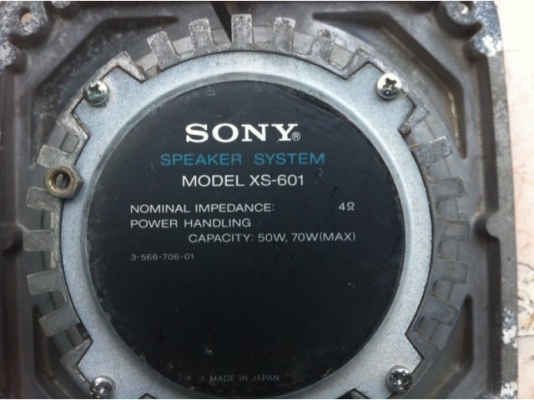 SONY®
SPEAKER SYSTEM
MODEL XS-601
NOMINAL IMPEDANCE: 4Ω
POWER HANDLING
CAPACITY: 50W, 70W(MAX)
3-566-706-01
MADE IN JAPAN